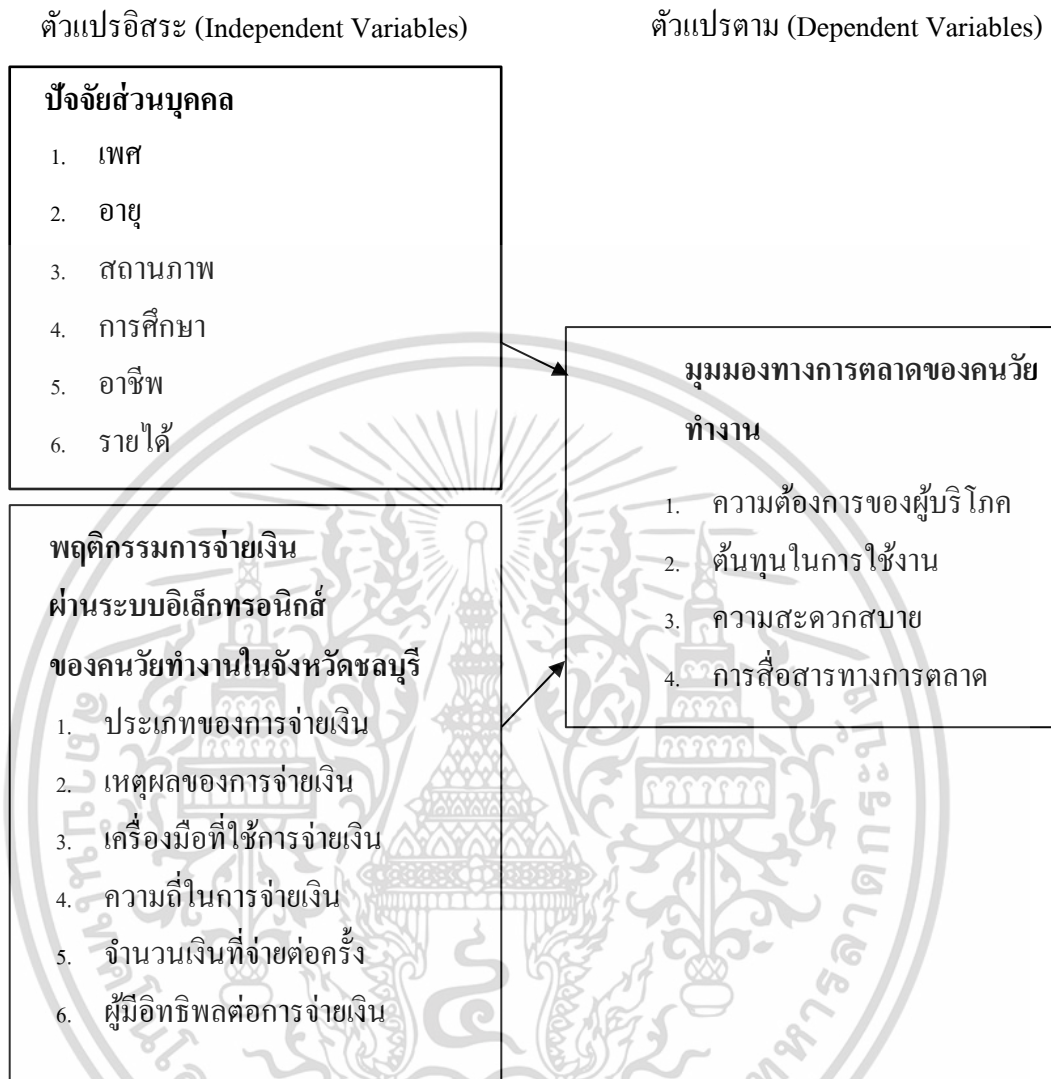 ตัวแปรอิสระ (Independent Variables)
ตัวแปรตาม (Dependent Variables)
ปัจจัยส่วนบุคคล
1. เพศ
2. อายุ
3. สถานภาพ
4. การศึกษา
5. อาชีพ
6. รายได้
พฤติกรรมการจ่ายเงิน
ผ่านระบบอิเล็กทรอนิกส์
ของคนวัยทำงานในจังหวัดชลบุรี
1. ประเภทของการจ่ายเงิน
2. เหตุผลของการจ่ายเงิน
3. เครื่องมือที่ใช้การจ่ายเงิน
4. ความถี่ในการจ่ายเงิน
5. จำนวนเงินที่จ่ายต่อครั้ง
6. ผู้มีอิทธิพลต่อการจ่ายเงิน
มุมมองทางการตลาดของคนวัย
ทำงาน
1. ความต้องการของผู้บริโภค
2. ต้นทุนในการใช้งาน
3. ความสะดวกสบาย
4. การสื่อสารทางการตลาด